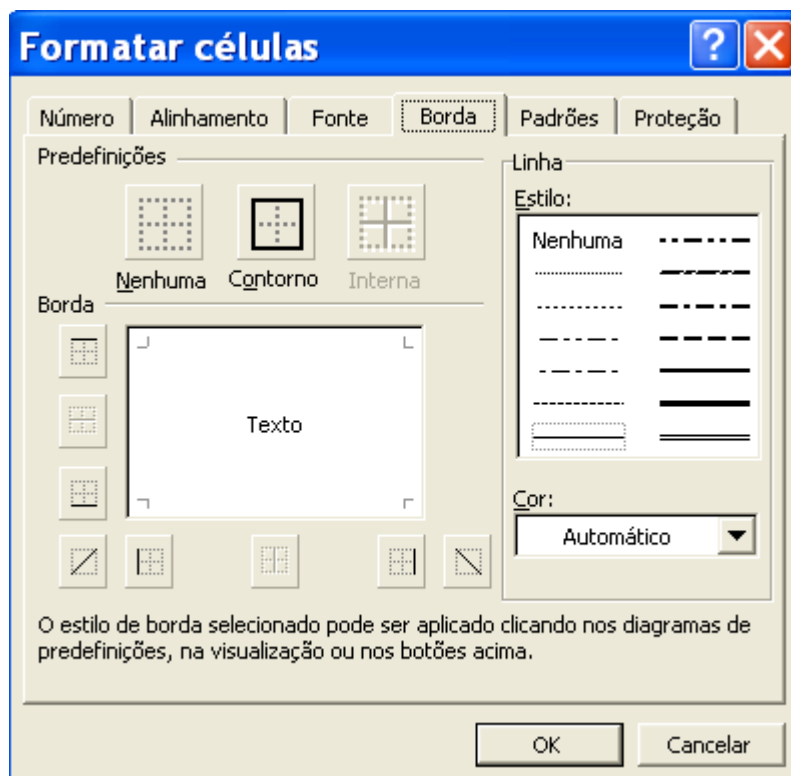 Formatar células
Número Alinhamento Fonte Borda Padrões Proteção
Predefinições
Nenhuma Contorno Interna
Borda
Texto
Linha
Estilo:
Nenhuma
Cor:
Automático
O estilo de borda selecionado pode ser aplicado clicando nos diagramas de
predefinições, na visualização ou nos botões acima.
OK Cancelar